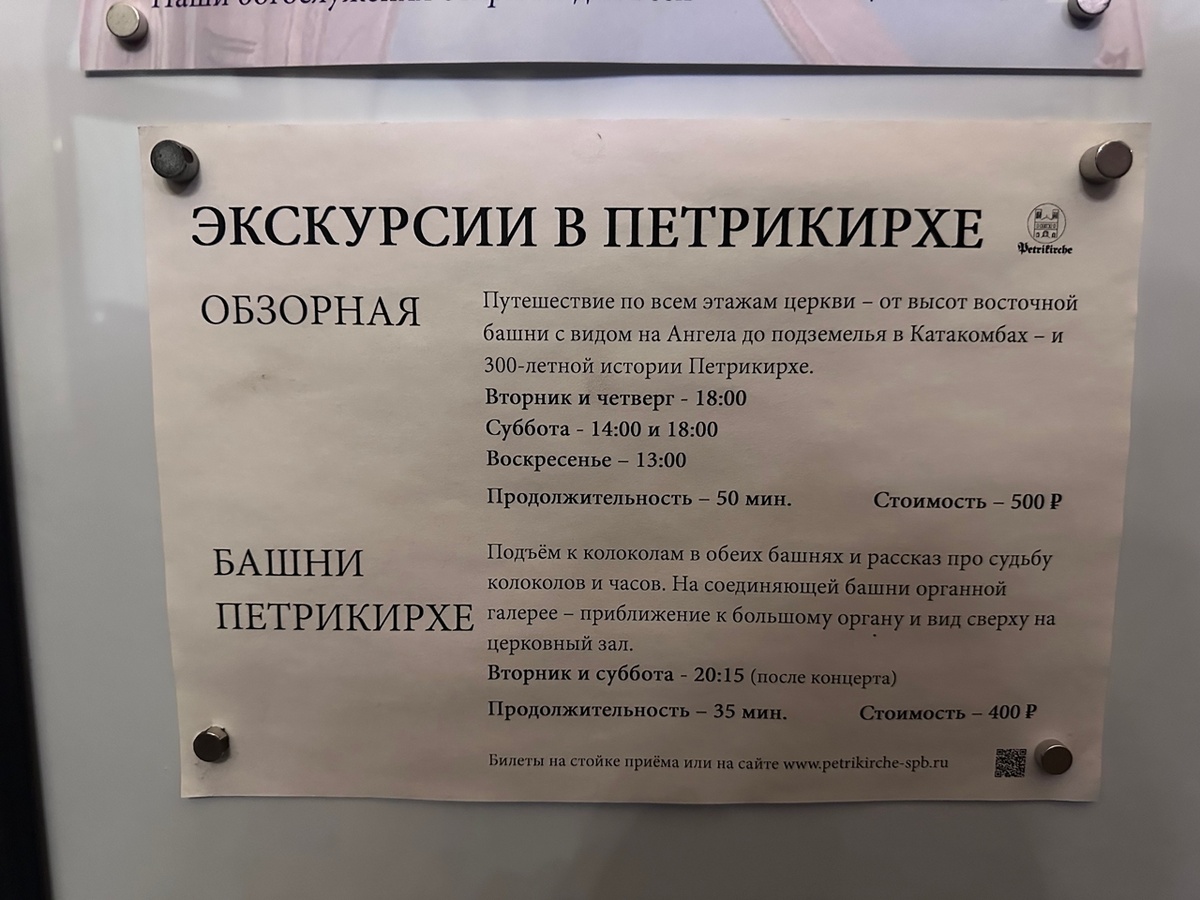 Наши богослужения
ЭКСКУРСИИ В ПЕТРИКИРХЕ
Petrikirche
ОБЗОРНАЯ
Путешествие по всем этажам церкви – от высот восточной
башни с видом на Ангела до подземелья в Катакомбах – и
300-летной истории Петрикирхе.
Вторник и четверг - 18:00
Суббота - 14:00 и 18:00
Воскресенье – 13:00
Продолжительность – 50 мин. Стоимость – 500 ₽
БАШНИ
ПЕТРИКИРХЕ
Подъём к колоколам в обеих башнях и рассказ про судьбу
колоколов и часов. На соединяющей башни органной
галерее – приближение к большому органу и вид сверху на
церковный зал.
Вторник и суббота - 20:15 (после концерта)
Продолжительность – 35 мин. Стоимость – 400 ₽
Билеты на стойке приёма или на сайте www.petrikirche-spb.ru